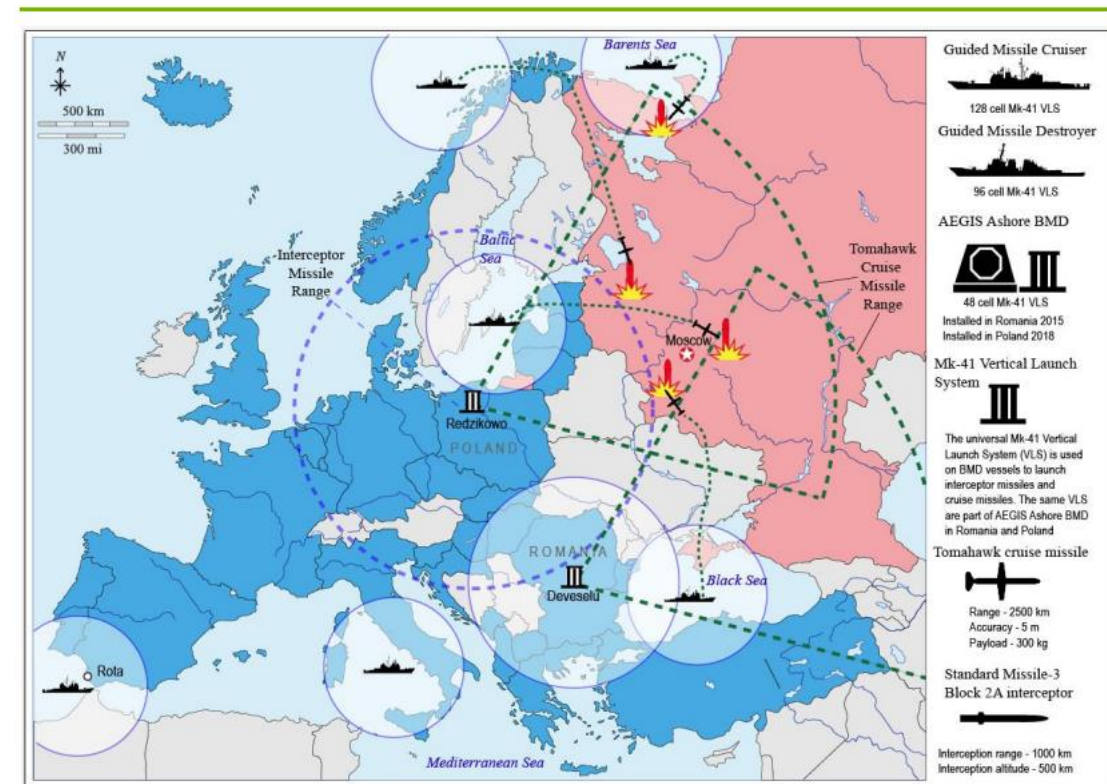 Barents Sea
N
500 km
300 mi
Interceptor
Missile
Range
Baltic
Sea
Tomahawk
Cruise
Missile
Range
Moscow
Redzikowo
POLAND
ROMANIA
Deveselu
Black Sea
Rota
Mediterranean Sea
Guided Missile Cruiser
128 cell Mk-41 VLS
Guided Missile Destroyer
96 cell Mk-41 VLS
AEGIS Ashore BMD
48 cell Mk-41 VLS
Installed in Romania 2015
Installed in Poland 2018
Mk-41 Vertical Launch
System
The universal Mk-41 Vertical
Launch System (VLS) is used
on BMD vessels to launch
interceptor missiles and
cruise missiles. The same VLS
are part of AEGIS Ashore BMD
in Romania and Poland
Tomahawk cruise missile
Range - 2500 km
Accuracy - 5 m
Payload - 300 kg
Standard Missile-3
Block 2A interceptor
Interception range - 1000 km
Interception altitude - 500 km